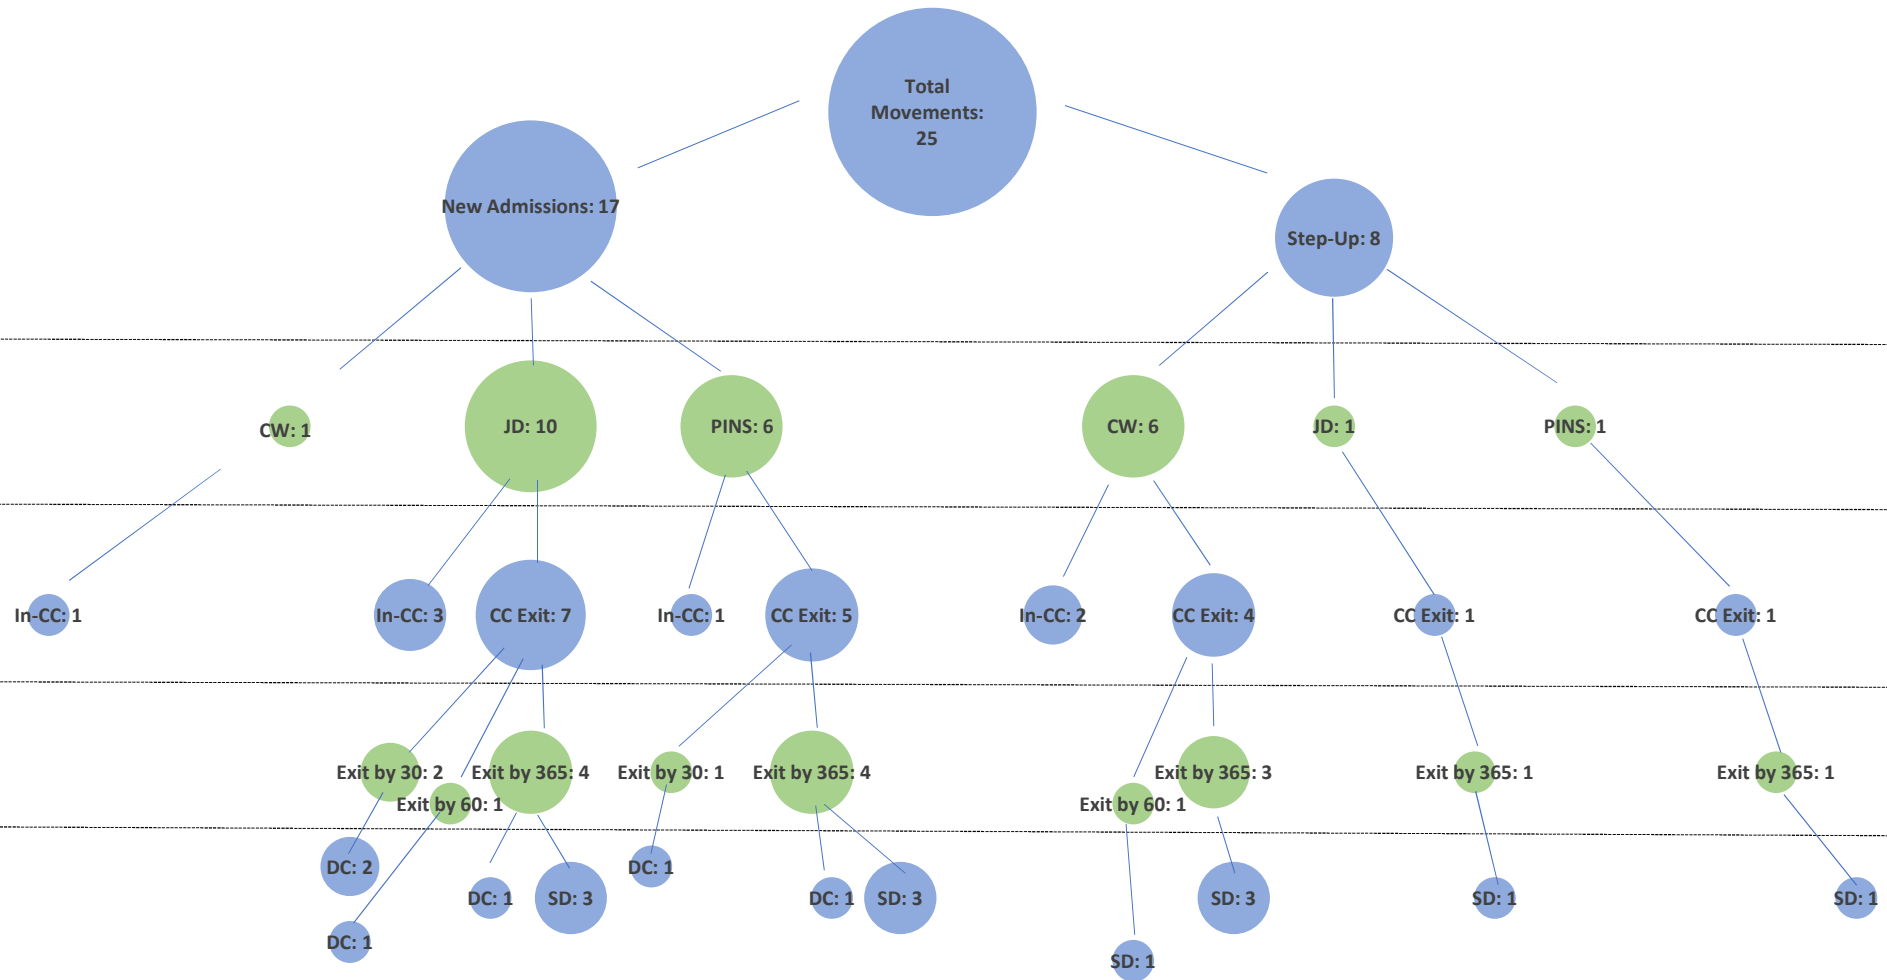 Total
Movements:
25
New Admissions: 17
Step-Up: 8
CW: 1
JD: 10
PINS: 6
CW: 6
JD: 1
PINS: 1
In-CC: 1
In-CC: 3
CC Exit: 7
In-CC: 1
CC Exit: 5
In-CC: 2
CC Exit: 4
CC Exit: 1
CC Exit: 1
Exit by 30: 2
Exit by 60: 1
Exit by 365: 4
Exit by 30: 1
Exit by 365: 4
Exit by 60: 1
Exit by 365: 3
Exit by 365: 1
Exit by 365: 1
DC: 2
DC: 1
DC: 1
SD: 3
DC: 1
DC: 1
SD: 3
SD: 1
SD: 3
SD: 1
SD: 1